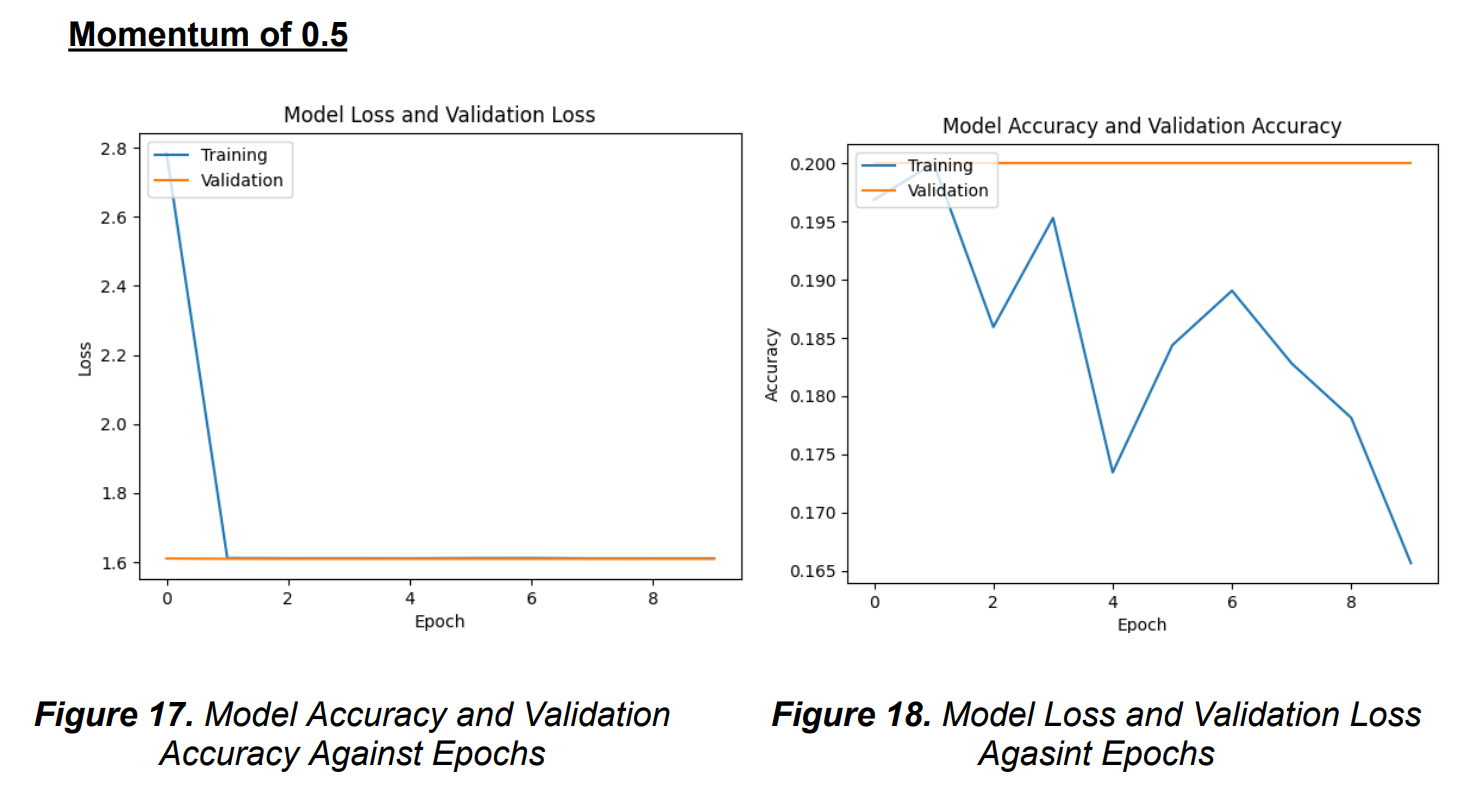 Momentum of 0.5
Model Loss and Validation Loss
Training
Validation
2.8
2.6
2.4
2.2
2.0
1.8
1.6
Loss
0
2
4
6
8
Epoch
Model Accuracy and Validation Accuracy
Training
Validation
0.200
0.195
0.190
0.185
0.180
0.175
0.170
0.165
Accuracy
0
2
4
6
8
Epoch
Figure 17. Model Accuracy and Validation
Accuracy Against Epochs
Figure 18. Model Loss and Validation Loss
Agasint Epochs